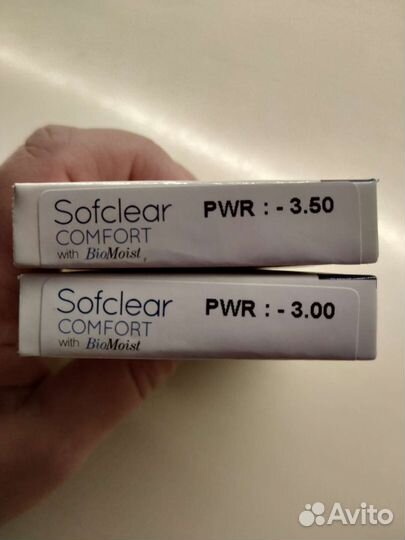 Sofclear
COMFORT
with BioMoist
PWR : - 3.50
Sofclear
COMFORT
with BioMoist
PWR : - 3.00
Avito